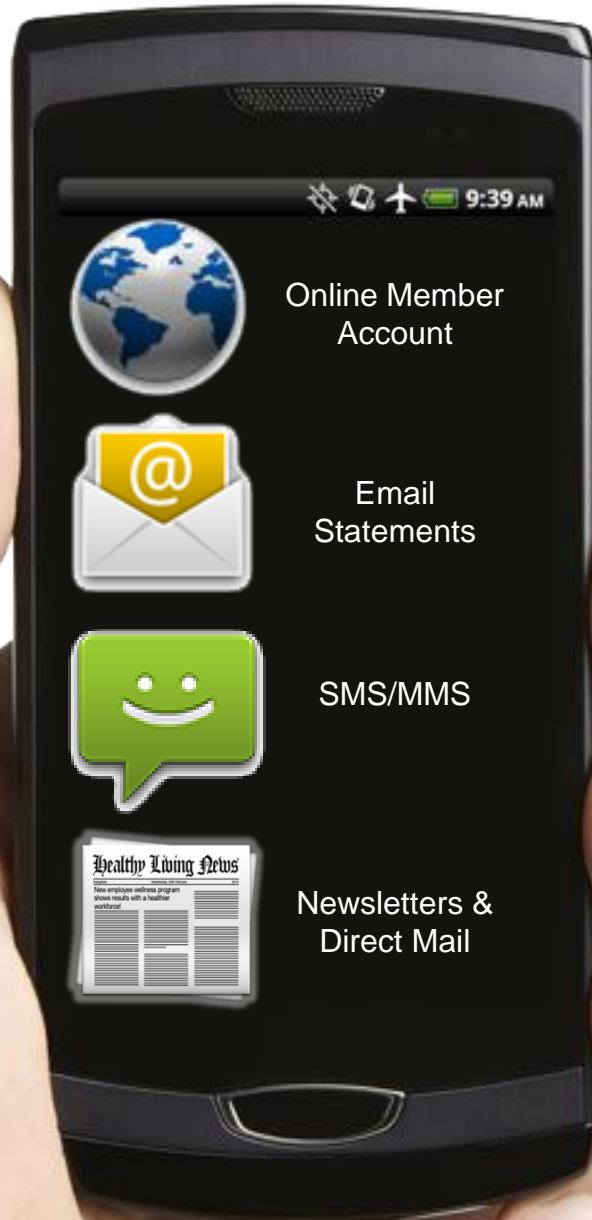 9:39 AM
Online Member
Account
@
Email
Statements
SMS/MMS
Healthy Living News
New employee wellness program
shows results with a healthier
workforce!
Newsletters &
Direct Mail